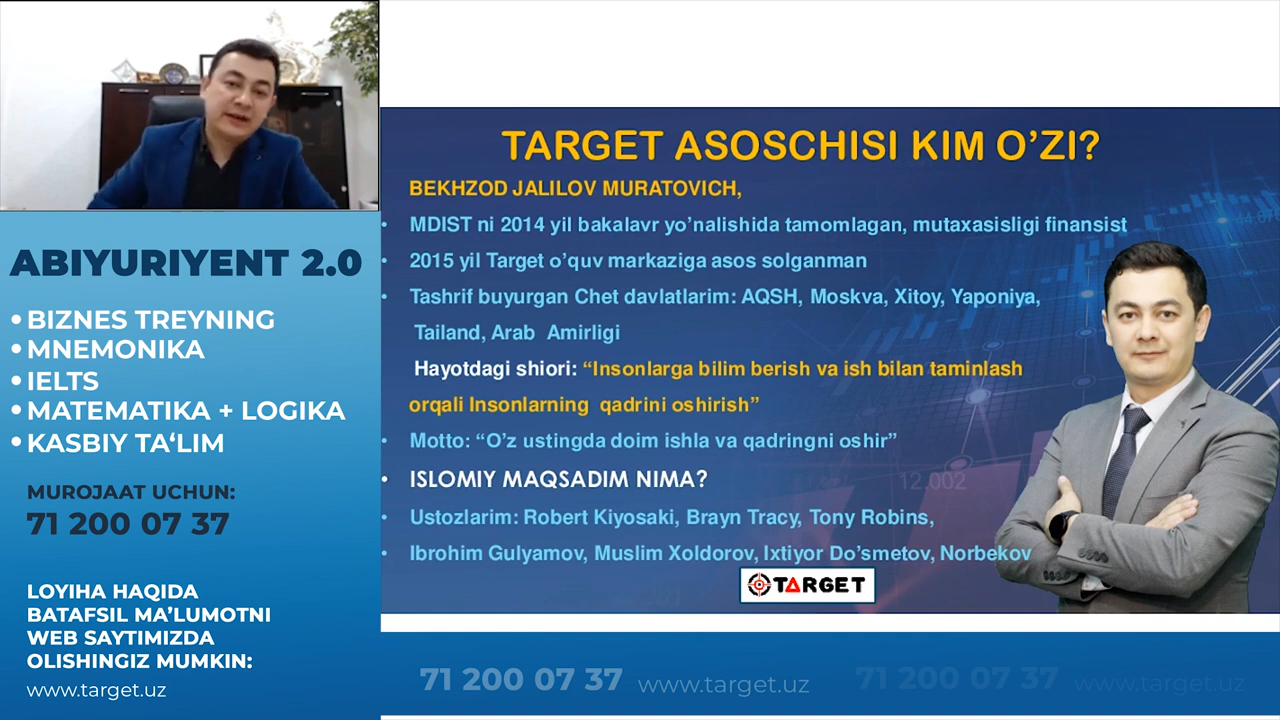 ABIYURIYENT 2.0
• BIZNES TREYNING
• MNEMONIKA
• IELTS
• MATEMATIKA + LOGIKA
• KASBIY TA‘LIM
MUROJAAT UCHUN:
71 200 07 37
LOYIHA HAQIDA
BATAFSIL MA’LUMOTNI
WEB SAYTIMIZDA
OLISHINGIZ MUMKIN:
www.target.uz
TARGET ASOSCHISI KIM O’ZI?
BEKHZOD JALILOV MURATOVICH,
• MDIST ni 2014 yil bakalavr yo’nalishida tamomlagan, mutaxasisligi finansist
• 2015 yil Target o’quv markaziga asos solganman
• Tashrif buyurgan Chet davlatlarim: AQSH, Moskva, Xitoy, Yaponiya,
Tailand, Arab Amirligi
Hayotdagi shiori: “Insonlarga bilim berish va ish bilan taminlash
orqali Insonlarning qadrini oshirish”
• Motto: “O’z ustingda doim ishla va qadringni oshir”
• ISLOMIY MAQSADIM NIMA?
12.002
• Ustozlarim: Robert Kiyosaki, Brayn Tracy, Tony Robins,
• Ibrohim Gulyamov, Muslim Xoldorov, Ixtiyor Do’smetov, Norbekov
TARGET
71 200 07 37 www.target.uz 71 200 07 37 www.target.uz